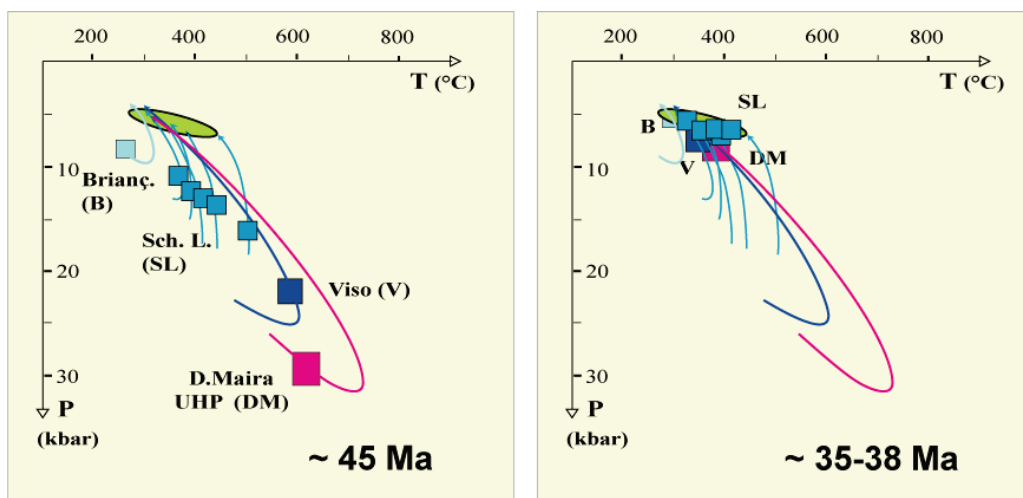 200 400 600 800
T (°C)
10
Brianç.
(B)
Sch. L.
(SL)
20
Viso (V)
30
D.Maira
UHP (DM)
P
(kbar)
~ 45 Ma
200 400 600 800
T (°C)
SL
B
DM
V
10
20
30
P
(kbar)
~ 35-38 Ma